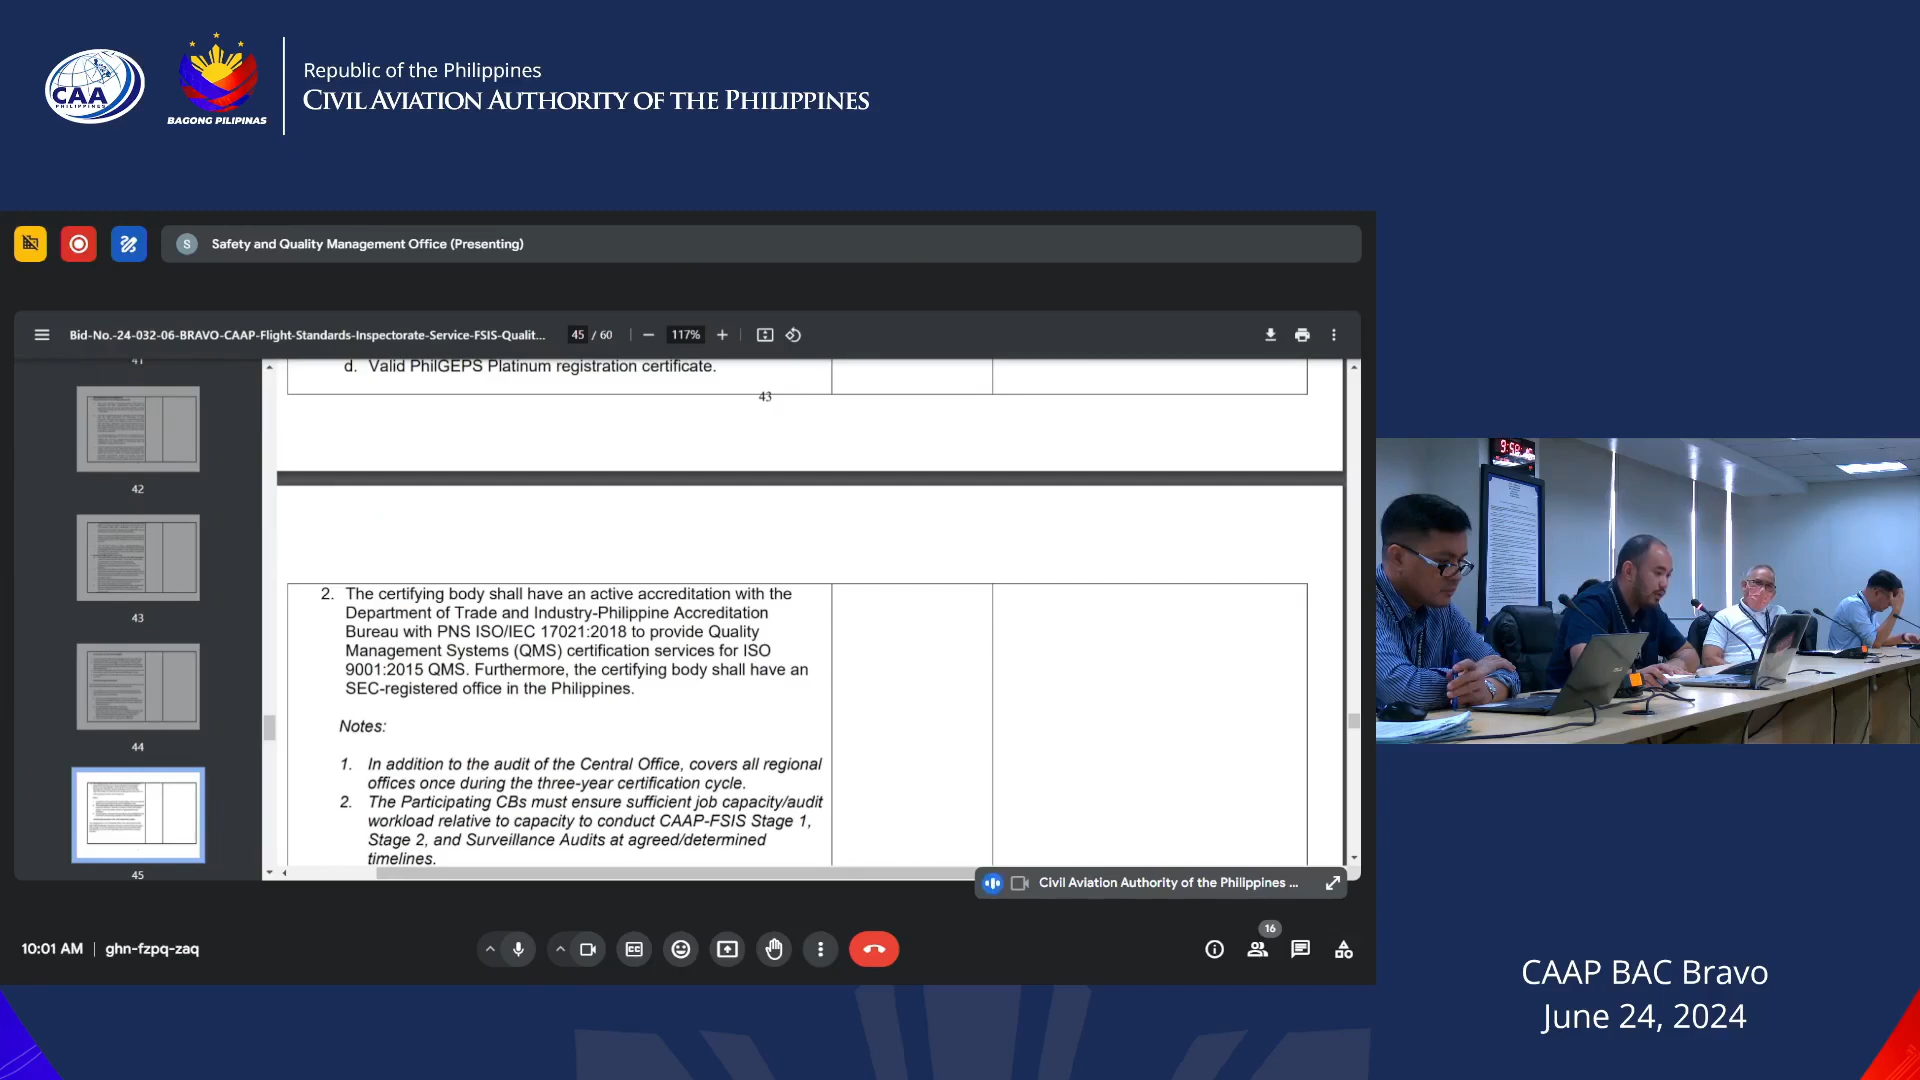 CAA
PHILIPPINES
BAGONG PILIPINAS
Republic of the Philippines
CIVIL AVIATION AUTHORITY OF THE PHILIPPINES
S
Safety and Quality Management Office (Presenting)
Bid-No.-24-032-06-BRAVO-CAAP-Flight-Standards-Inspectorate-Service-FSIS-Qualit...
45 / 60
117%
41
42
43
44
45
d. Valid PhilGEPS Platinum registration certificate.
43
2. The certifying body shall have an active accreditation with the
Department of Trade and Industry-Philippine Accreditation
Bureau with PNS ISO/IEC 17021:2018 to provide Quality
Management Systems (QMS) certification services for ISO
9001:2015 QMS. Furthermore, the certifying body shall have an
SEC-registered office in the Philippines.
Notes:
1. In addition to the audit of the Central Office, covers all regional
offices once during the three-year certification cycle.
2. The Participating CBs must ensure sufficient job capacity/audit
workload relative to capacity to conduct CAAP-FSIS Stage 1,
Stage 2, and Surveillance Audits at agreed/determined
timelines.
Civil Aviation Authority of the Philippines ...
10:01 AM | ghn-fzpq-zaq
CC
16
CAAP BAC Bravo
June 24, 2024